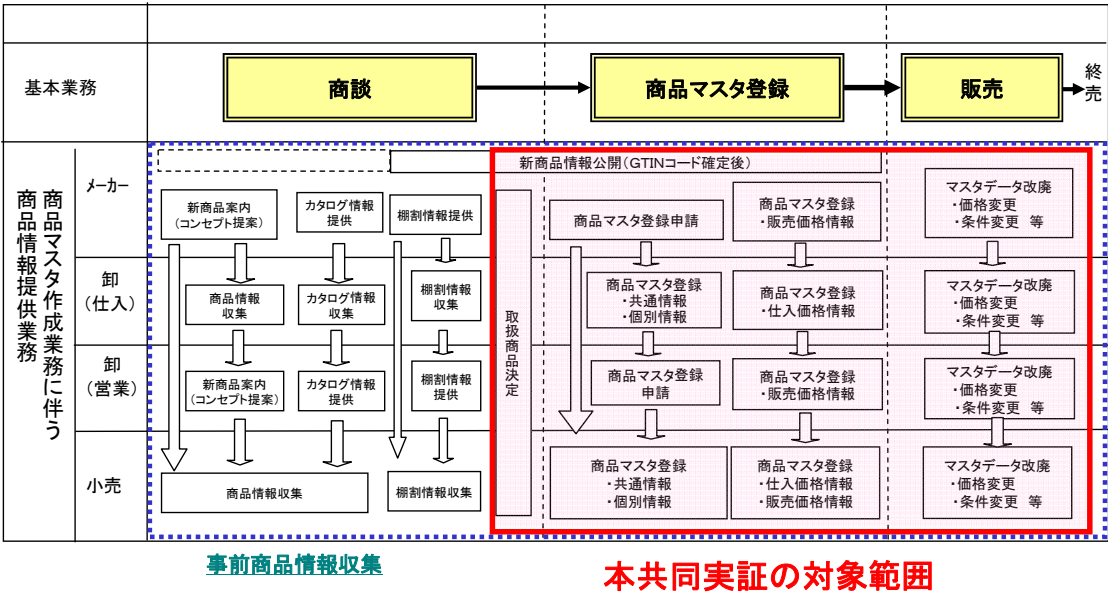 基本業務
商談
商品マスタ登録
販売
終売
商品マスタ作成業務に伴う
商品情報提供業務
新商品情報公開(GTINコード確定後)
メーカー
新商品案内
(コンセプト提案)
カタログ情報
提供
棚割情報提供
取扱商品決定
商品マスタ登録申請
商品マスタ登録
・販売価格情報
マスタデータ改廃
・価格変更
・条件変更 等
卸
(仕入)
商品情報
収集
カタログ情報
収集
棚割情報
収集
商品マスタ登録
・共通情報
・個別情報
商品マスタ登録
・仕入価格情報
マスタデータ改廃
・価格変更
・条件変更 等
卸
(営業)
新商品案内
(コンセプト提案)
カタログ情報
提供
棚割情報
提供
商品マスタ登録
申請
商品マスタ登録
・販売価格情報
マスタデータ改廃
・価格変更
・条件変更 等
小売
商品情報収集
棚割情報収集
商品マスタ登録
・共通情報
・個別情報
商品マスタ登録
・仕入価格情報
・販売価格情報
マスタデータ改廃
・価格変更
・条件変更 等
事前商品情報収集
本共同実証の対象範囲